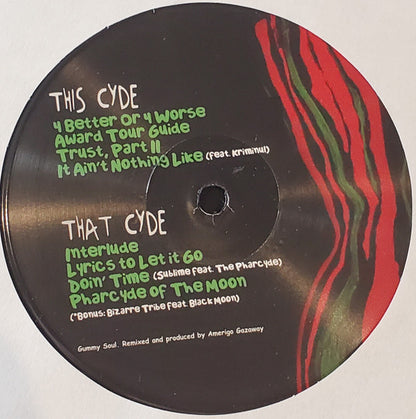 THIS CYDE
4 Better Or 4 Worse
Award Tour Guide
Trust, Part II
It Ain't Nothing Like (feat. Kriminul)
THAT CYDE
Interlude
Lyrics to Let it GO
Doin' Time (Sublime feat. The Pharcyde)
Pharcyde of The Moon
(*Bonus: Bizarre Tribe feat. Black Moon)
Gummy Soul. Remixed and produced by Amerigo Gazaway